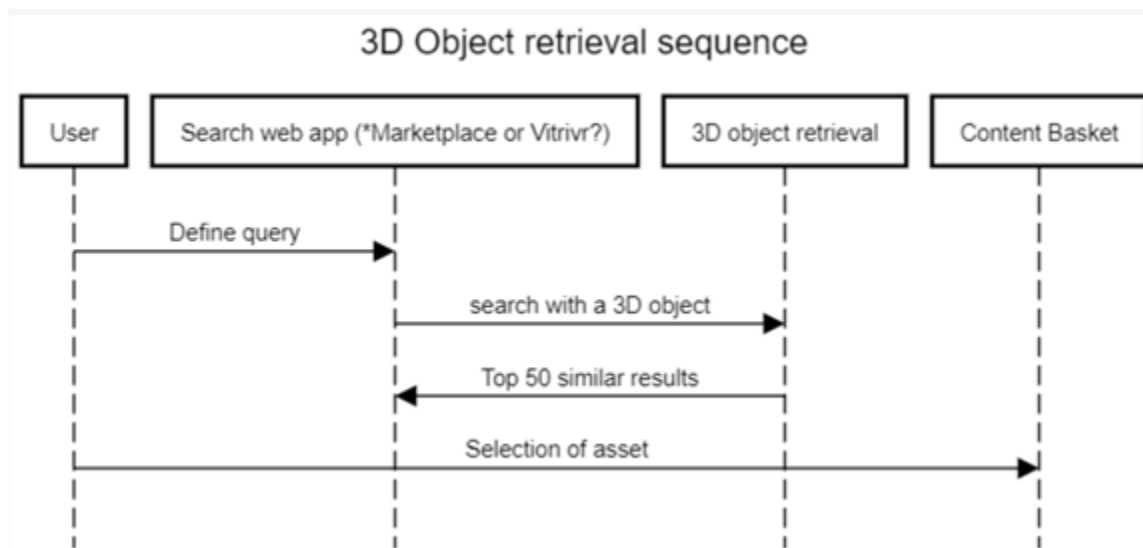 3D Object retrieval sequence
User
Search web app (*Marketplace or Vitrivr?)
3D object retrieval
Content Basket
Define query
search with a 3D object
Top 50 similar results
Selection of asset